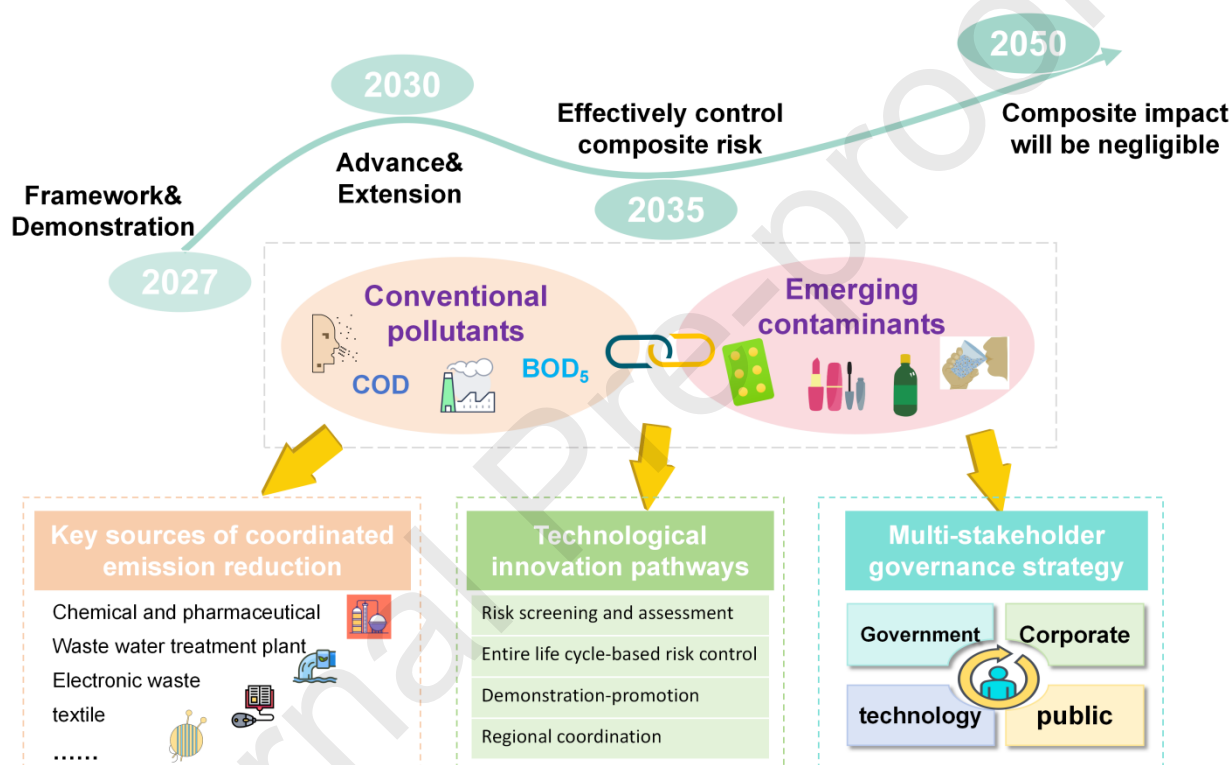 2050
2030
Effectively control
composite risk
Composite impact
will be negligible
Advance&
Extension
Framework&
Demonstration
2035
2027
Conventional
pollutants
COD
BOD5
Emerging
contaminants
Key sources of coordinated
emission reduction
Chemical and pharmaceutical
Waste water treatment plant
Electronic waste
textile
......
Technological
innovation pathways
Risk screening and assessment
Entire life cycle-based risk control
Demonstration-promotion
Regional coordination
Multi-stakeholder
governance strategy
Government
Corporate
technology
public
rnal Pre-proo